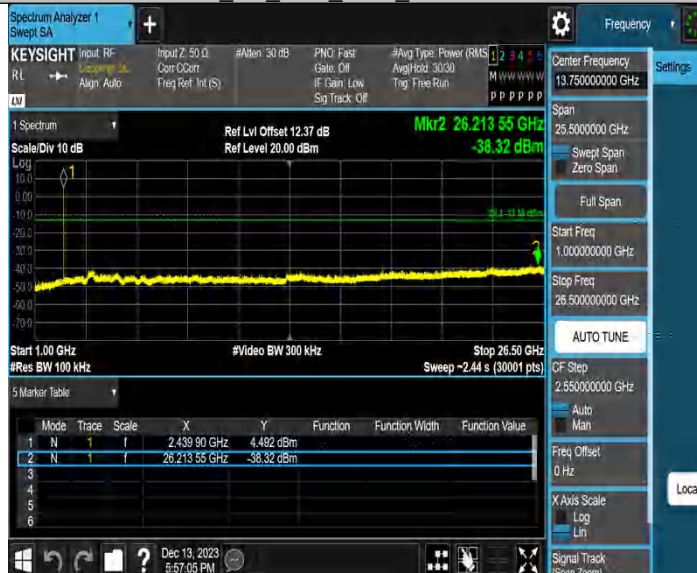 Spectrum Analyzer 1
Swept SA
Frequency
KEYSIGHT
RL
Input: RF
Align: Auto
Input Z: 50 Ω
Corr CCorr
Freq Ref: Int (S)
#Atten: 30 dB
PNO: Fast
Gate: Off
IF Gain: Low
Sig Track: Off
#Avg Type: Power (RMS
Avg|Hold: 30/30
Trig: Free Run
1 2 3 4 5 6
M W W W W W
P P P P P P
LXI
1 Spectrum
Scale/Div 10 dB
Ref Lvl Offset 12.37 dB
Ref Level 20.00 dBm
Mkr2 26.213 55 GHz
-38.32 dBm
Log
10.0
0.00
-10.0
-20.0
-30.0
-40.0
-50.0
-60.0
-70.0
1
2
Start 1.00 GHz
#Res BW 100 kHz
#Video BW 300 kHz
Stop 26.50 GHz
Sweep ~2.44 s (30001 pts)
5 Marker Table
Mode Trace Scale X Y Function Function Width Function Value
1 N 1 f 2.439 90 GHz 4.492 dBm
2 N 1 f 26.213 55 GHz -38.32 dBm
3
4
5
6
Dec 13, 2023
5:57:05 PM
Center Frequency
13.750000000 GHz
Settings
Span
25.5000000 GHz
Swept Span
Zero Span
Full Span
Start Freq
1.000000000 GHz
Stop Freq
26.500000000 GHz
AUTO TUNE
CF Step
2.550000000 GHz
Auto
Man
Freq Offset
0 Hz
X Axis Scale
Log
Lin
Loca
Signal Track
(Span Zoom)